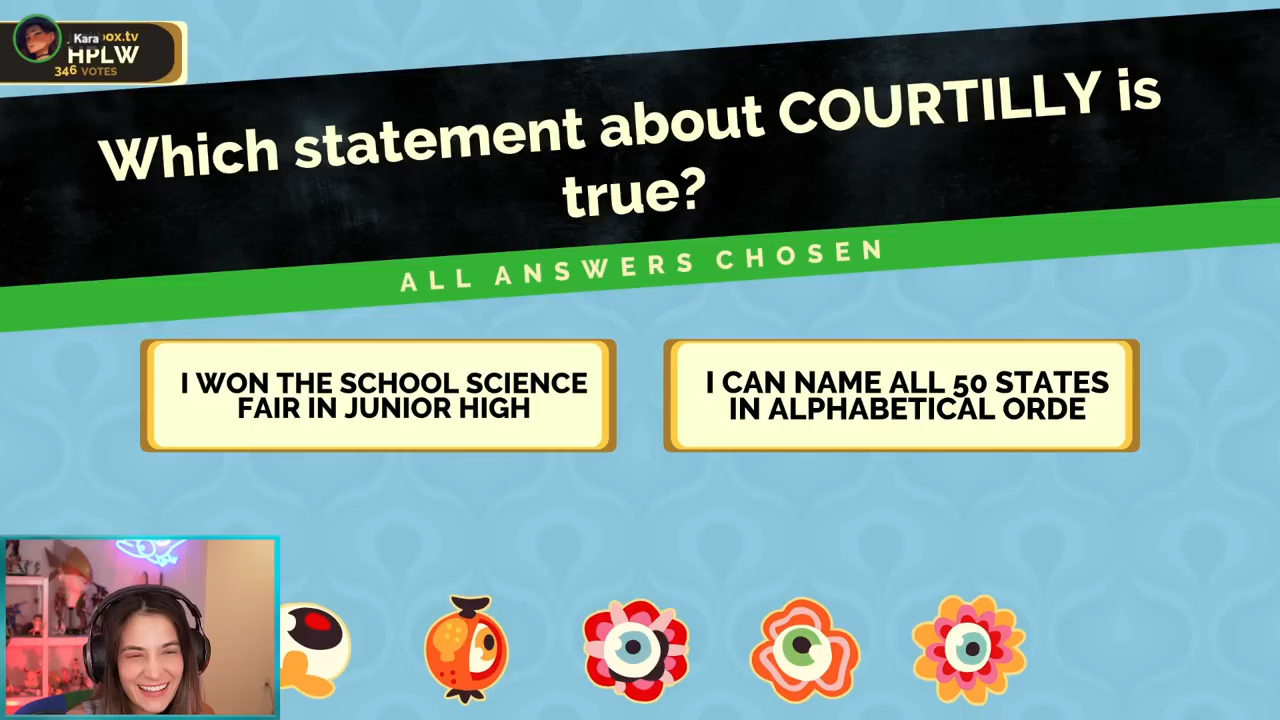 Kara
ox.tv
HPLW
346 VOTES
Which statement about COURTILLY is
true?
ALL ANSWERS CHOSEN
I WON THE SCHOOL SCIENCE
FAIR IN JUNIOR HIGH
I CAN NAME ALL 50 STATES
IN ALPHABETICAL ORDE